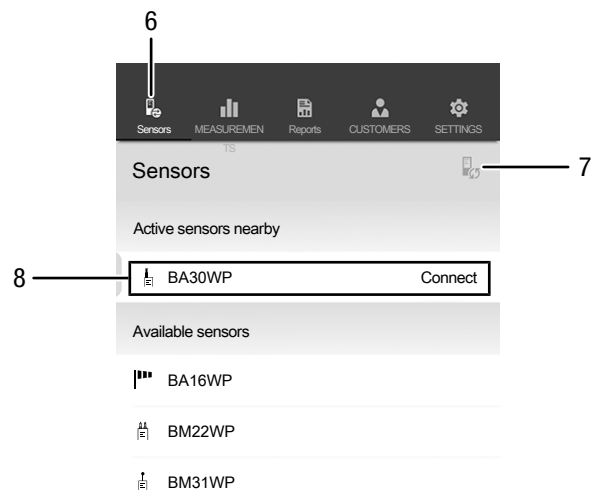 6
Sensors MEASUREMEN Reports CUSTOMERS SETTINGS
TS
Sensors
7
Active sensors nearby
8
BA30WP Connect
Available sensors
BA16WP
BM22WP
BM31WP